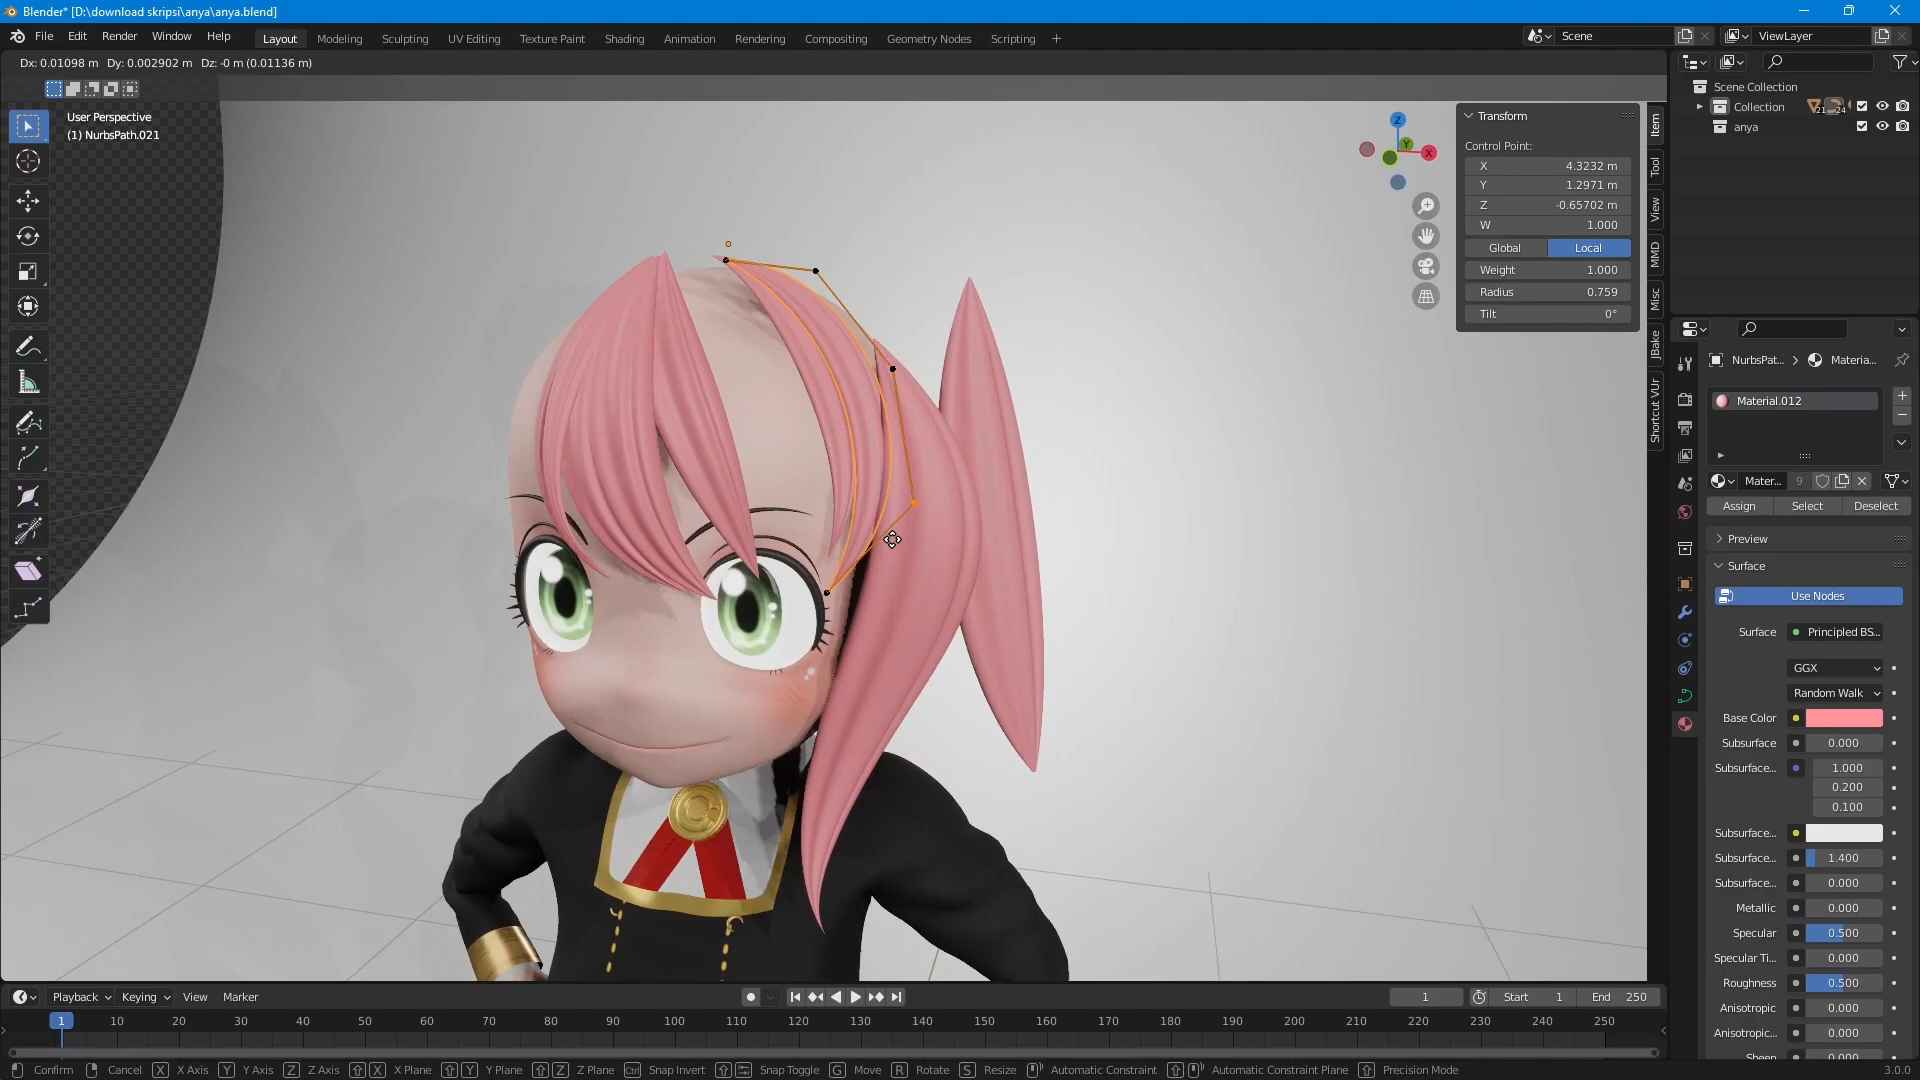 Blender* [D:\download skripsi\anya\anya.blend]
File Edit Render Window Help Layout Modeling Sculpting UV Editing Texture Paint Shading Animation Rendering Compositing Geometry Nodes Scripting + Scene ViewLayer
Dx: 0.01098 m Dy: 0.002902 m Dz: -0 m (0.01136 m)
User Perspective
(1) NurbsPath.021
Z
Y
X
Transform
Control Point:
X 4.3232 m
Y 1.2971 m
Z -0.65702 m
W 1.000
Global Local
Weight 1.000
Radius 0.759
Tilt 0°
Item
Tool
View
MMD
Misc
JBake
Shortcut VUr
Scene Collection
Collection 21 24
anya
NurbsPat... > Materia...
Material.012
Mater... 9
Assign Select Deselect
Preview
Surface
Use Nodes
Surface Principled BS...
GGX
Random Walk
Base Color
Subsurface 0.000
Subsurface... 1.000
0.200
0.100
Subsurface...
Subsurface... 1.400
Subsurface... 0.000
Metallic 0.000
Specular 0.500
Specular Ti... 0.000
Roughness 0.500
Anisotropic 0.000
Anisotropic... 0.000
Sheen 0.000
Playback Keying View Marker 1 Start 1 End 250
1 10 20 30 40 50 60 70 80 90 100 110 120 130 140 150 160 170 180 190 200 210 220 230 240 250
Confirm Cancel X X Axis Y Y Axis Z Z Axis X X Plane Y Y Plane Z Z Plane Ctrl Snap Invert Snap Toggle G Move R Rotate S Resize Automatic Constraint Automatic Constraint Plane Precision Mode 3.0.0